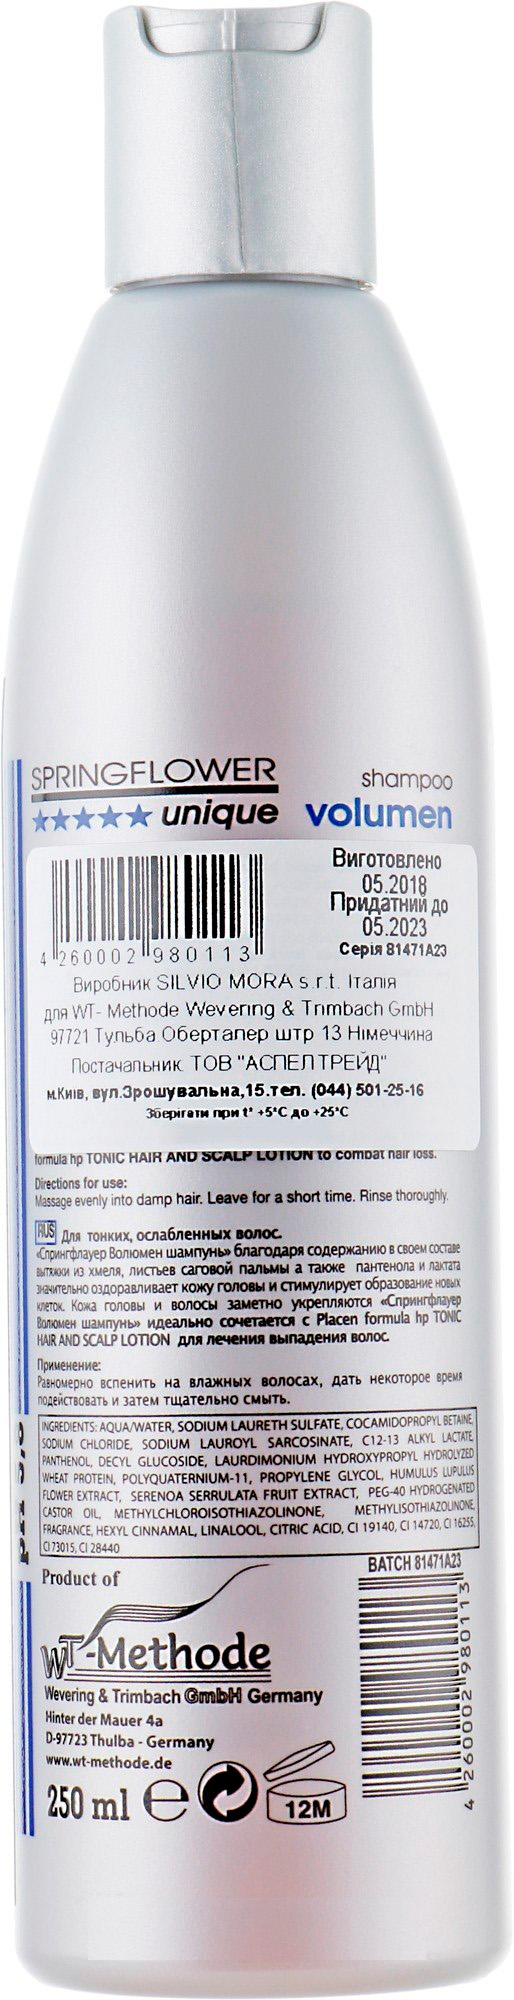 SPRINGFLOWER
★★★★★ unique
shampoo
volumen
Виготовлено
05.2018
Придатний до
05.2023
Серія 81471А23
4 260002 980113
Виробник SILVIO MORA s.r.t. Італія
для WT- Methode Wevering & Trimbach GmbH
97721 Тульба Оберталер штр 13 Німеччина
Постачальник. ТОВ "АСПЕЛ ТРЕЙД"
м.Київ, вул.Зрошувальна,15.тел. (044) 501-25-16
Зберігати при t° +5°C до +25°C
formula hp TONIC HAIR AND SCALP LOTION to combat hair loss.
Directions for use:
Massage evenly into damp hair. Leave for a short time. Rinse thoroughly.
RUS Для тонких, ослабленных волос.
«Спрингфлауер Волюмен шампунь» благодаря содержанию в своем составе
вытяжки из хмеля, листьев саговой пальмы а также пантенола и лактата
значительно оздоравливает кожу головы и стимулирует образование новых
клеток. Кожа головы и волосы заметно укрепляются «Спрингфлауер
Волюмен шампунь» идеально сочетается с Placen formula hp TONIC
HAIR AND SCALP LOTION для лечения выпадения волос.
Применение:
Равномерно вспенить на влажных волосах, дать некоторое время
подействовать и затем тщательно смыть.
INGREDIENTS: AQUA/WATER, SODIUM LAURETH SULFATE, COCAMIDOPROPYL BETAINE,
SODIUM CHLORIDE, SODIUM LAUROYL SARCOSINATE, C12-13 ALKYL LACTATE,
PANTHENOL, DECYL GLUCOSIDE, LAURDIMONIUM HYDROXYPROPYL HYDROLYZED
WHEAT PROTEIN, POLYQUATERNIUM-11, PROPYLENE GLYCOL, HUMULUS LUPULUS
FLOWER EXTRACT, SERENOA SERRULATA FRUIT EXTRACT, PEG-40 HYDROGENATED
CASTOR OIL, METHYLCHLOROISOTHIAZOLINONE, METHYLISOTHIAZOLINONE,
FRAGRANCE, HEXYL CINNAMAL, LINALOOL, CITRIC ACID, CI 19140, CI 14720, CI 16255,
CI 73015, CI 28440
BATCH 81471A23
Product of
WT-Methode
Wevering & Trimbach GmbH Germany
Hinter der Mauer 4a
D-97723 Thulba - Germany
www.wt-methode.de
250 ml e
12M
4 260002 980113